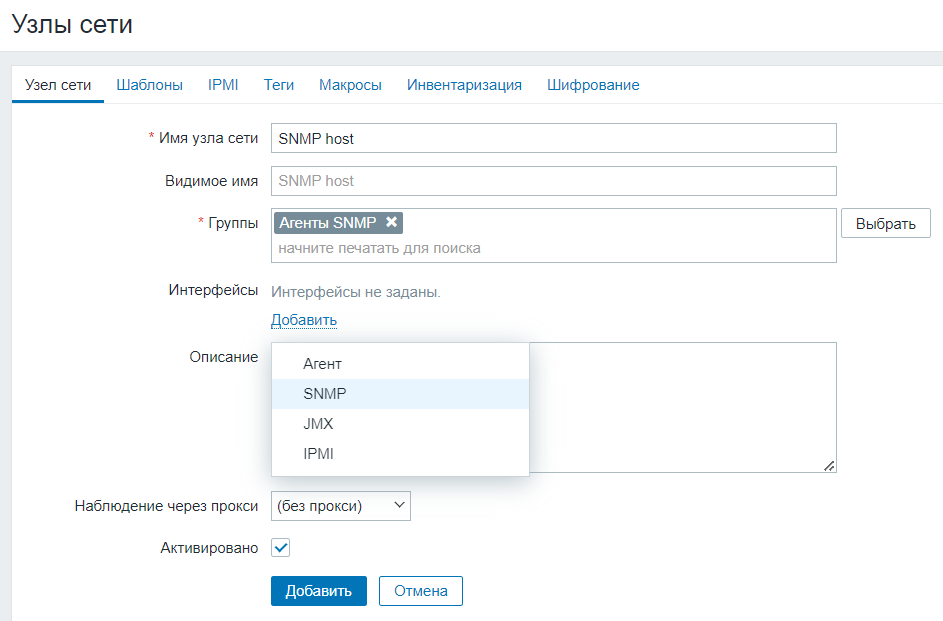 Узлы сети
Узел сети Шаблоны IPMI Теги Макросы Инвентаризация Шифрование
* Имя узла сети SNMP host
Видимое имя SNMP host
* Группы Агенты SNMP Выбрать
начните печатать для поиска
Интерфейсы Интерфейсы не заданы.
Добавить
Описание
Агент
SNMP
JMX
IPMI
Наблюдение через прокси (без прокси)
Активировано
Добавить Отмена